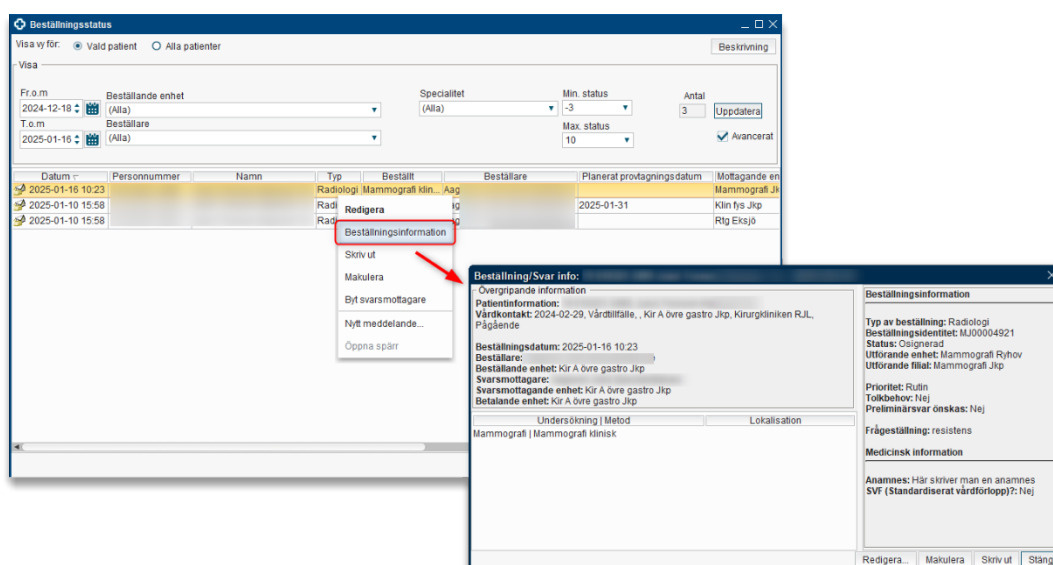 Beställningsstatus
Visa vy för: Vald patient Alla patienter Beskrivning
Visa
Fr.o.m Beställande enhet Specialitet Min. status Antal
2024-12-18 (Alla) (Alla) -3 3 Uppdatera
T.o.m Beställare Max. status
2025-01-16 (Alla) 10 Avancerat
Datum Personnummer Namn Typ Beställt Beställare Planerat provtagningsdatum Mottagande en
2025-01-16 10:23 Radiologi Mammografi klin... Aag Mammografi Jk
2025-01-10 15:58 Radi 2025-01-31 Klin fys Jkp
2025-01-10 15:58 Radi Rtg Eksjö
Redigera
Beställningsinformation
Skriv ut
Makulera
Byt svarsmottagare
Nytt meddelande...
Öppna spärr
Beställning/Svar info:
Övergripande information
Patientinformation:
Vårdkontakt: 2024-02-29, Vårdtillfälle, , Kir A övre gastro Jkp, Kirurgkliniken RJL,
Pågående
Beställningsdatum: 2025-01-16 10:23
Beställare:
Beställande enhet: Kir A övre gastro Jkp
Svarsmottagare:
Svarsmottagande enhet: Kir A övre gastro Jkp
Betalande enhet: Kir A övre gastro Jkp
Undersökning | Metod Lokalisation
Mammografi | Mammografi klinisk
Beställningsinformation
Typ av beställning: Radiologi
Beställningsidentitet: MJ00004921
Status: Osignerad
Utförande enhet: Mammografi Ryhov
Utförande filial: Mammografi Jkp
Prioritet: Rutin
Tolkbehov: Nej
Preliminärsvar önskas: Nej
Frågeställning: resistens
Medicinsk information
Anamnes: Här skriver man en anamnes
SVF (Standardiserat vårdförlopp)?: Nej
Redigera... Makulera Skriv ut Stäng